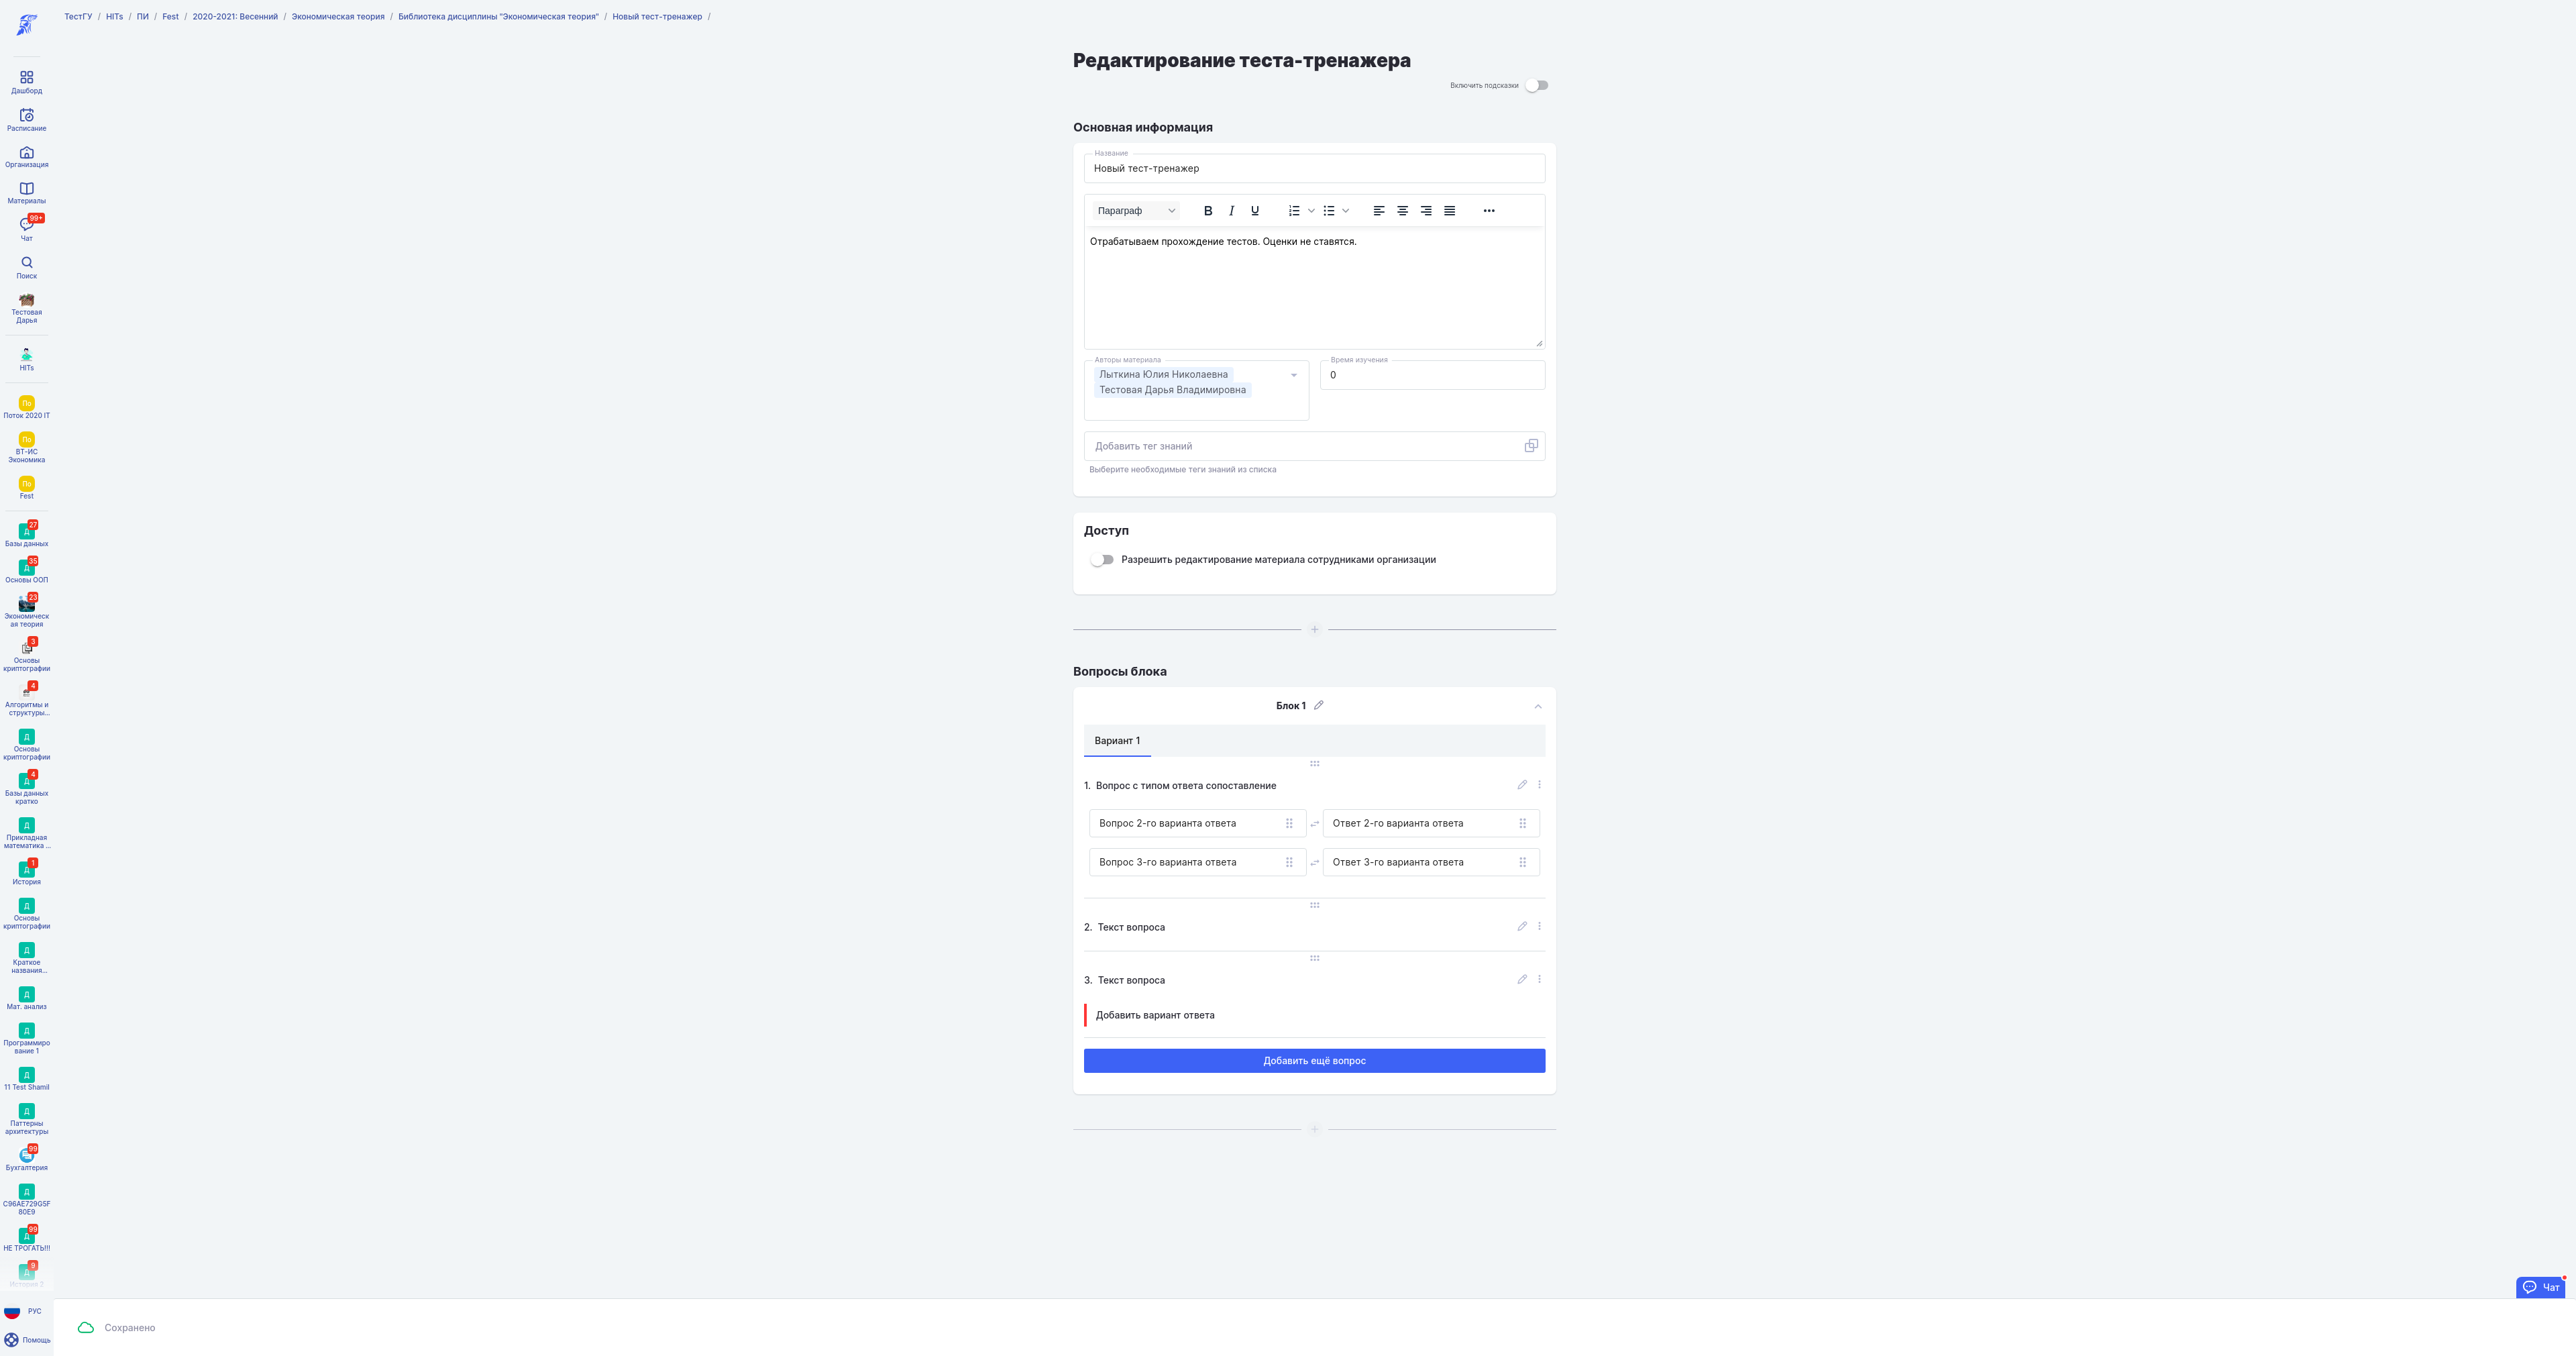 ТестГУ / HITs / ПИ / Fest / 2020-2021: Весенний / Экономическая теория / Библиотека дисциплины "Экономическая теория" / Новый тест-тренажер /
Дашборд
Расписание
Организация
Материалы
99+
Чат
Поиск
Тестовая
Дарья
HITs
По
Поток 2020 IT
По
ВТ-ИС
Экономика
По
Fest
27
Д
Базы данных
35
Д
Основы ООП
23
Экономическ
ая теория
3
Основы
криптографии
4
Алгоритмы и
структуры...
Д
Основы
криптографии
4
Д
Базы данных
кратко
Д
Прикладная
математика ...
1
Д
История
Д
Основы
криптографии
Д
Краткое
названия...
Д
Мат. анализ
Д
Программиро
вание 1
Д
11 Test Shamil
Д
Паттерны
архитектуры
99
Бухгалтерия
Д
C96AE729G5F
80E9
99
Д
НЕ ТРОГАТЬ!!!
9
Д
История 2
РУС
Помощь
Редактирование теста-тренажера
Включить подсказки
Основная информация
Название
Новый тест-тренажер
Параграф B I U
Отрабатываем прохождение тестов. Оценки не ставятся.
Авторы материала
Лыткина Юлия Николаевна
Тестовая Дарья Владимировна
Время изучения
0
Добавить тег знаний
Выберите необходимые теги знаний из списка
Доступ
Разрешить редактирование материала сотрудниками организации
Вопросы блока
Блок 1
Вариант 1
1. Вопрос с типом ответа сопоставление
Вопрос 2-го варианта ответа Ответ 2-го варианта ответа
Вопрос 3-го варианта ответа Ответ 3-го варианта ответа
2. Текст вопроса
3. Текст вопроса
Добавить вариант ответа
Добавить ещё вопрос
Чат
Сохранено